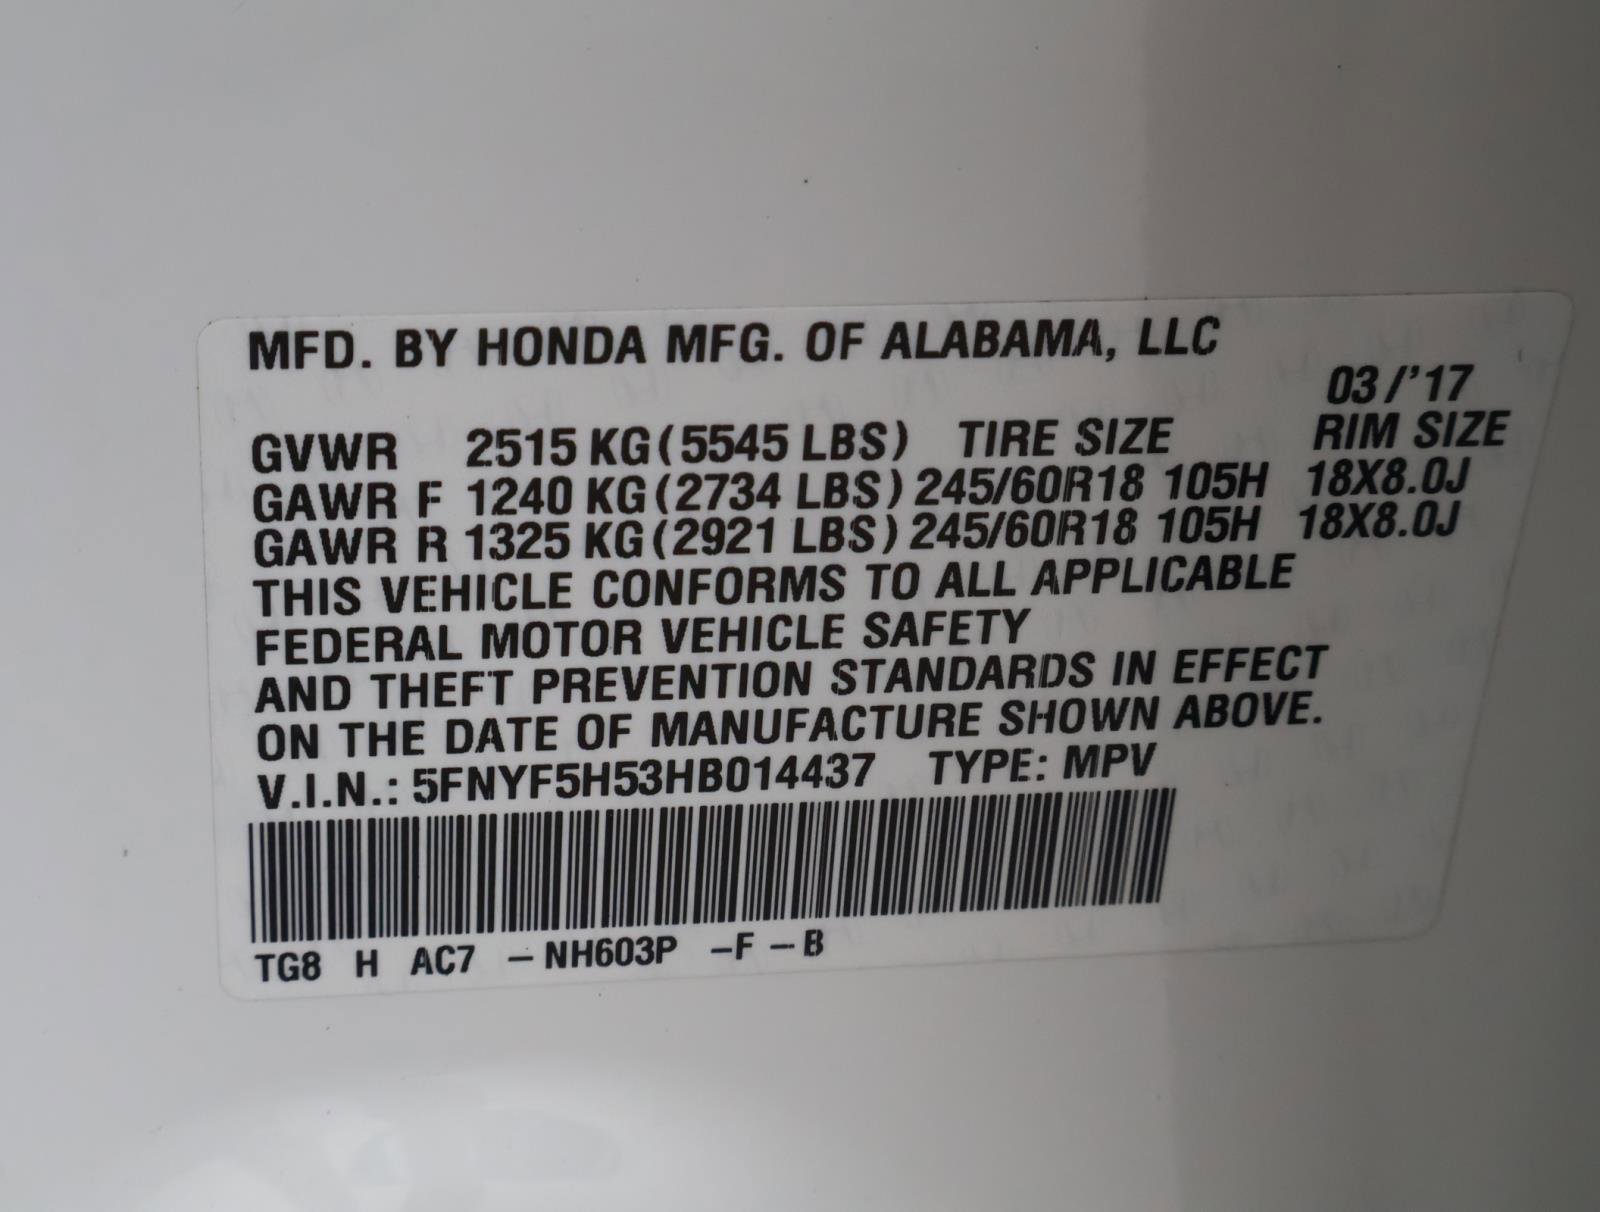 MFD. BY HONDA MFG. OF ALABAMA, LLC
03/'17
GVWR 2515 KG (5545 LBS) TIRE SIZE RIM SIZE
GAWR F 1240 KG (2734 LBS) 245/60R18 105H 18X8.0J
GAWR R 1325 KG (2921 LBS) 245/60R18 105H 18X8.0J
THIS VEHICLE CONFORMS TO ALL APPLICABLE
FEDERAL MOTOR VEHICLE SAFETY
AND THEFT PREVENTION STANDARDS IN EFFECT
ON THE DATE OF MANUFACTURE SHOWN ABOVE.
V.I.N.: 5FNYF5H53HB014437 TYPE: MPV
TG8 H AC7 – NH603P –F – B